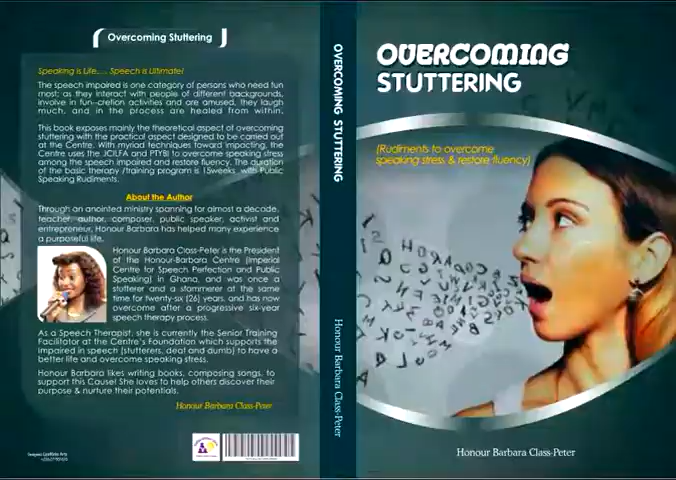 Overcoming Stuttering
Speaking is Life.... Speech is Ultimate!
The speech impaired is one category of persons who need fun
most; as they interact with people of different backgrounds,
involve in fun-cretion activities and are amused, they laugh
much, and in the process are healed from within.
This book exposes mainly the theoretical aspect of overcoming
stuttering with the practical aspect designed to be carried out
at the Centre. With myriad techniques toward impacting, the
Centre uses the JCILFA and PTYBI to overcome speaking stress
among the speech impaired and restore fluency. The duration
of the basic therapy /training program is 15weeks, with Public
Speaking Rudiments.
About the Author
Through an anointed ministry spanning for almost a decade,
teacher, author, composer, public speaker, activist and
entrepreneur, Honour Barbara has helped many experience
a purposeful life.
Honour Barbara Class-Peter is the President
of the Honour-Barbara Centre (Imperial
Centre for Speech Perfection and Public
Speaking) in Ghana, and was once a
stutterer and a stammerer at the same
time for twenty-six (26) years, and has now
overcome after a progressive six-year
speech therapy process.
As a Speech Therapist, she is currently the Senior Training
Facilitator at the Centre's Foundation which supports the
impaired in speech (stutterers, deaf and dumb) to have a
better life and overcome speaking stress.
Honour Barbara likes writing books, composing songs, to
support this Cause! She loves to help others discover their
purpose & nurture their potentials.
Honour Barbara Class-Peter
OVERCOMING STUTTERING
Honour Barbara Class-Peter
OVERCOMING
STUTTERING
(Rudiments to overcome
speaking stress & restore fluency)
Honour Barbara Class-Peter